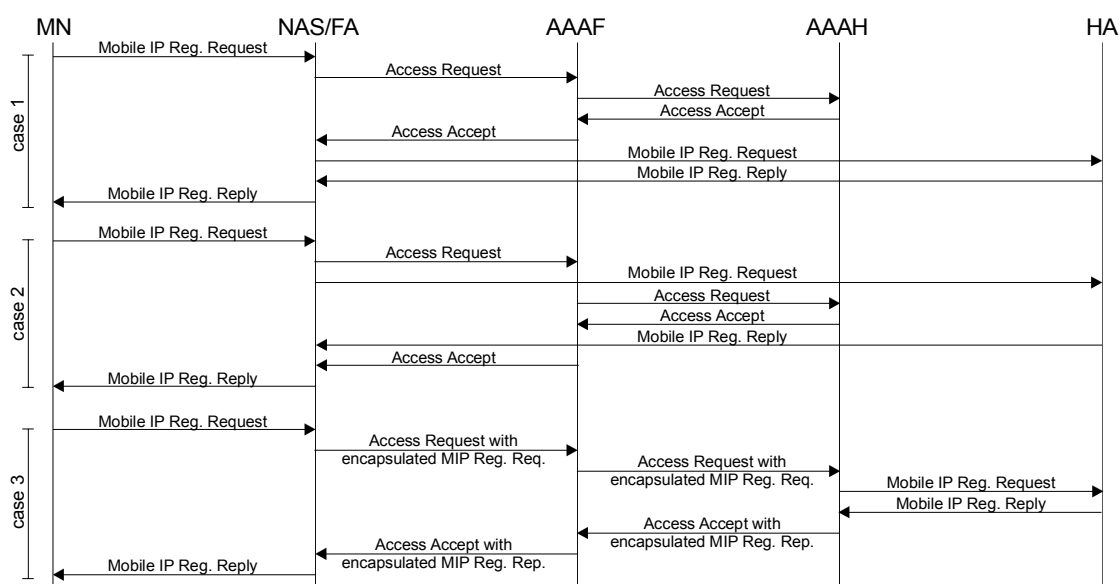 MN NAS/FA AAAF AAAH HA
case 1
Mobile IP Reg. Request
Access Request
Access Request
Access Accept
Access Accept
Mobile IP Reg. Request
Mobile IP Reg. Reply
Mobile IP Reg. Reply
case 2
Mobile IP Reg. Request
Access Request
Mobile IP Reg. Request
Access Request
Access Accept
Mobile IP Reg. Reply
Access Accept
Mobile IP Reg. Reply
case 3
Mobile IP Reg. Request
Access Request with
encapsulated MIP Reg. Req.
Access Request with
encapsulated MIP Reg. Req.
Mobile IP Reg. Request
Mobile IP Reg. Reply
Access Accept with
encapsulated MIP Reg. Rep.
Access Accept with
encapsulated MIP Reg. Rep.
Mobile IP Reg. Reply